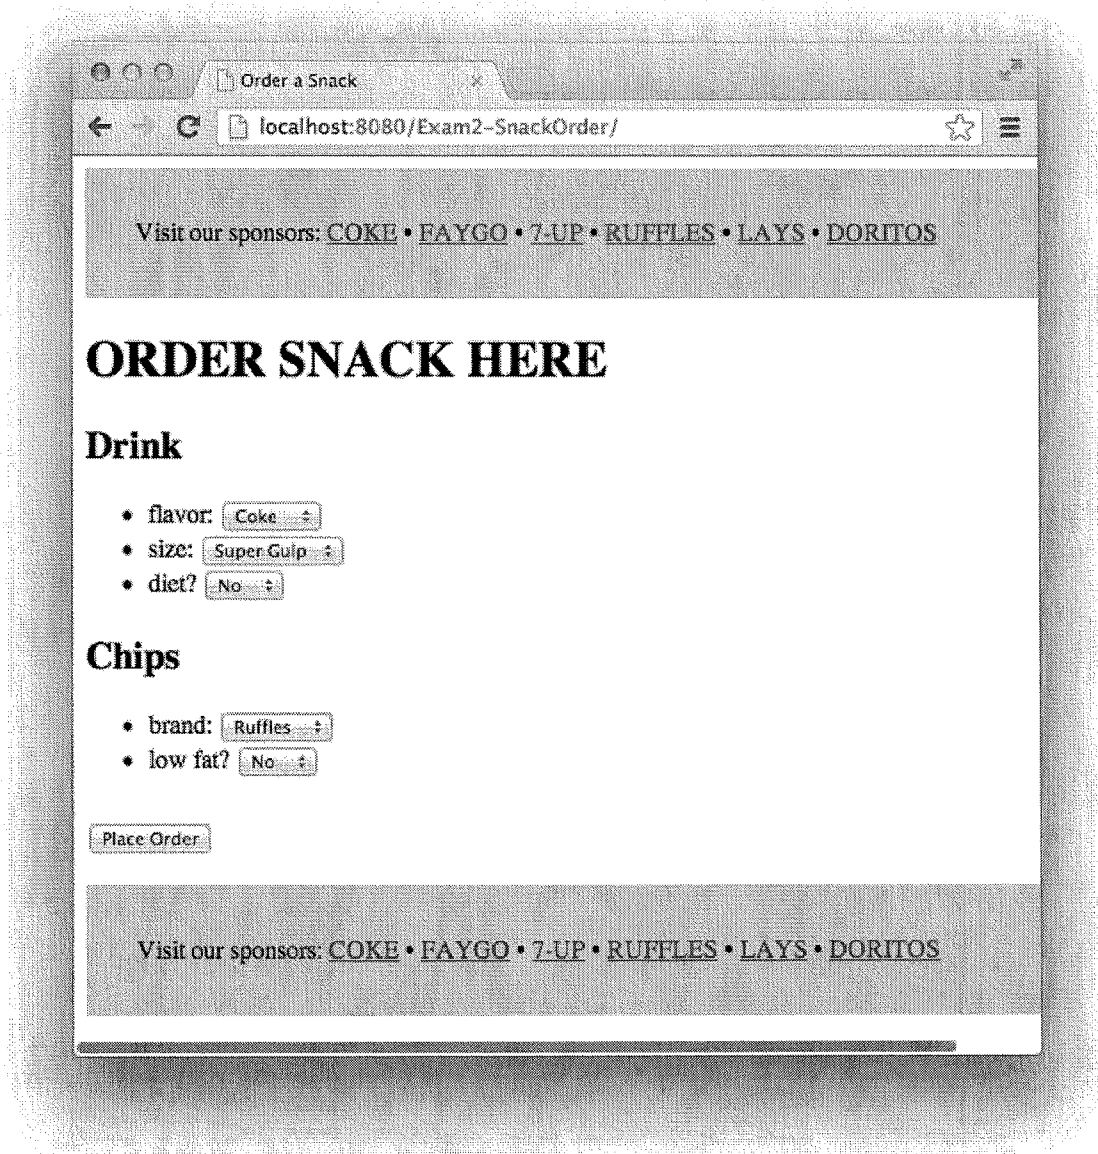 Order a Snack
localhost:8080/Exam2-SnackOrder/
Visit our sponsors: COKE • FAYGO • 7-UP • RUFFLES • LAYS • DORITOS
ORDER SNACK HERE
Drink
• flavor: Coke
• size: Super Gulp
• diet? No
Chips
• brand: Ruffles
• low fat? No
Place Order
Visit our sponsors: COKE • FAYGO • 7-UP • RUFFLES • LAYS • DORITOS